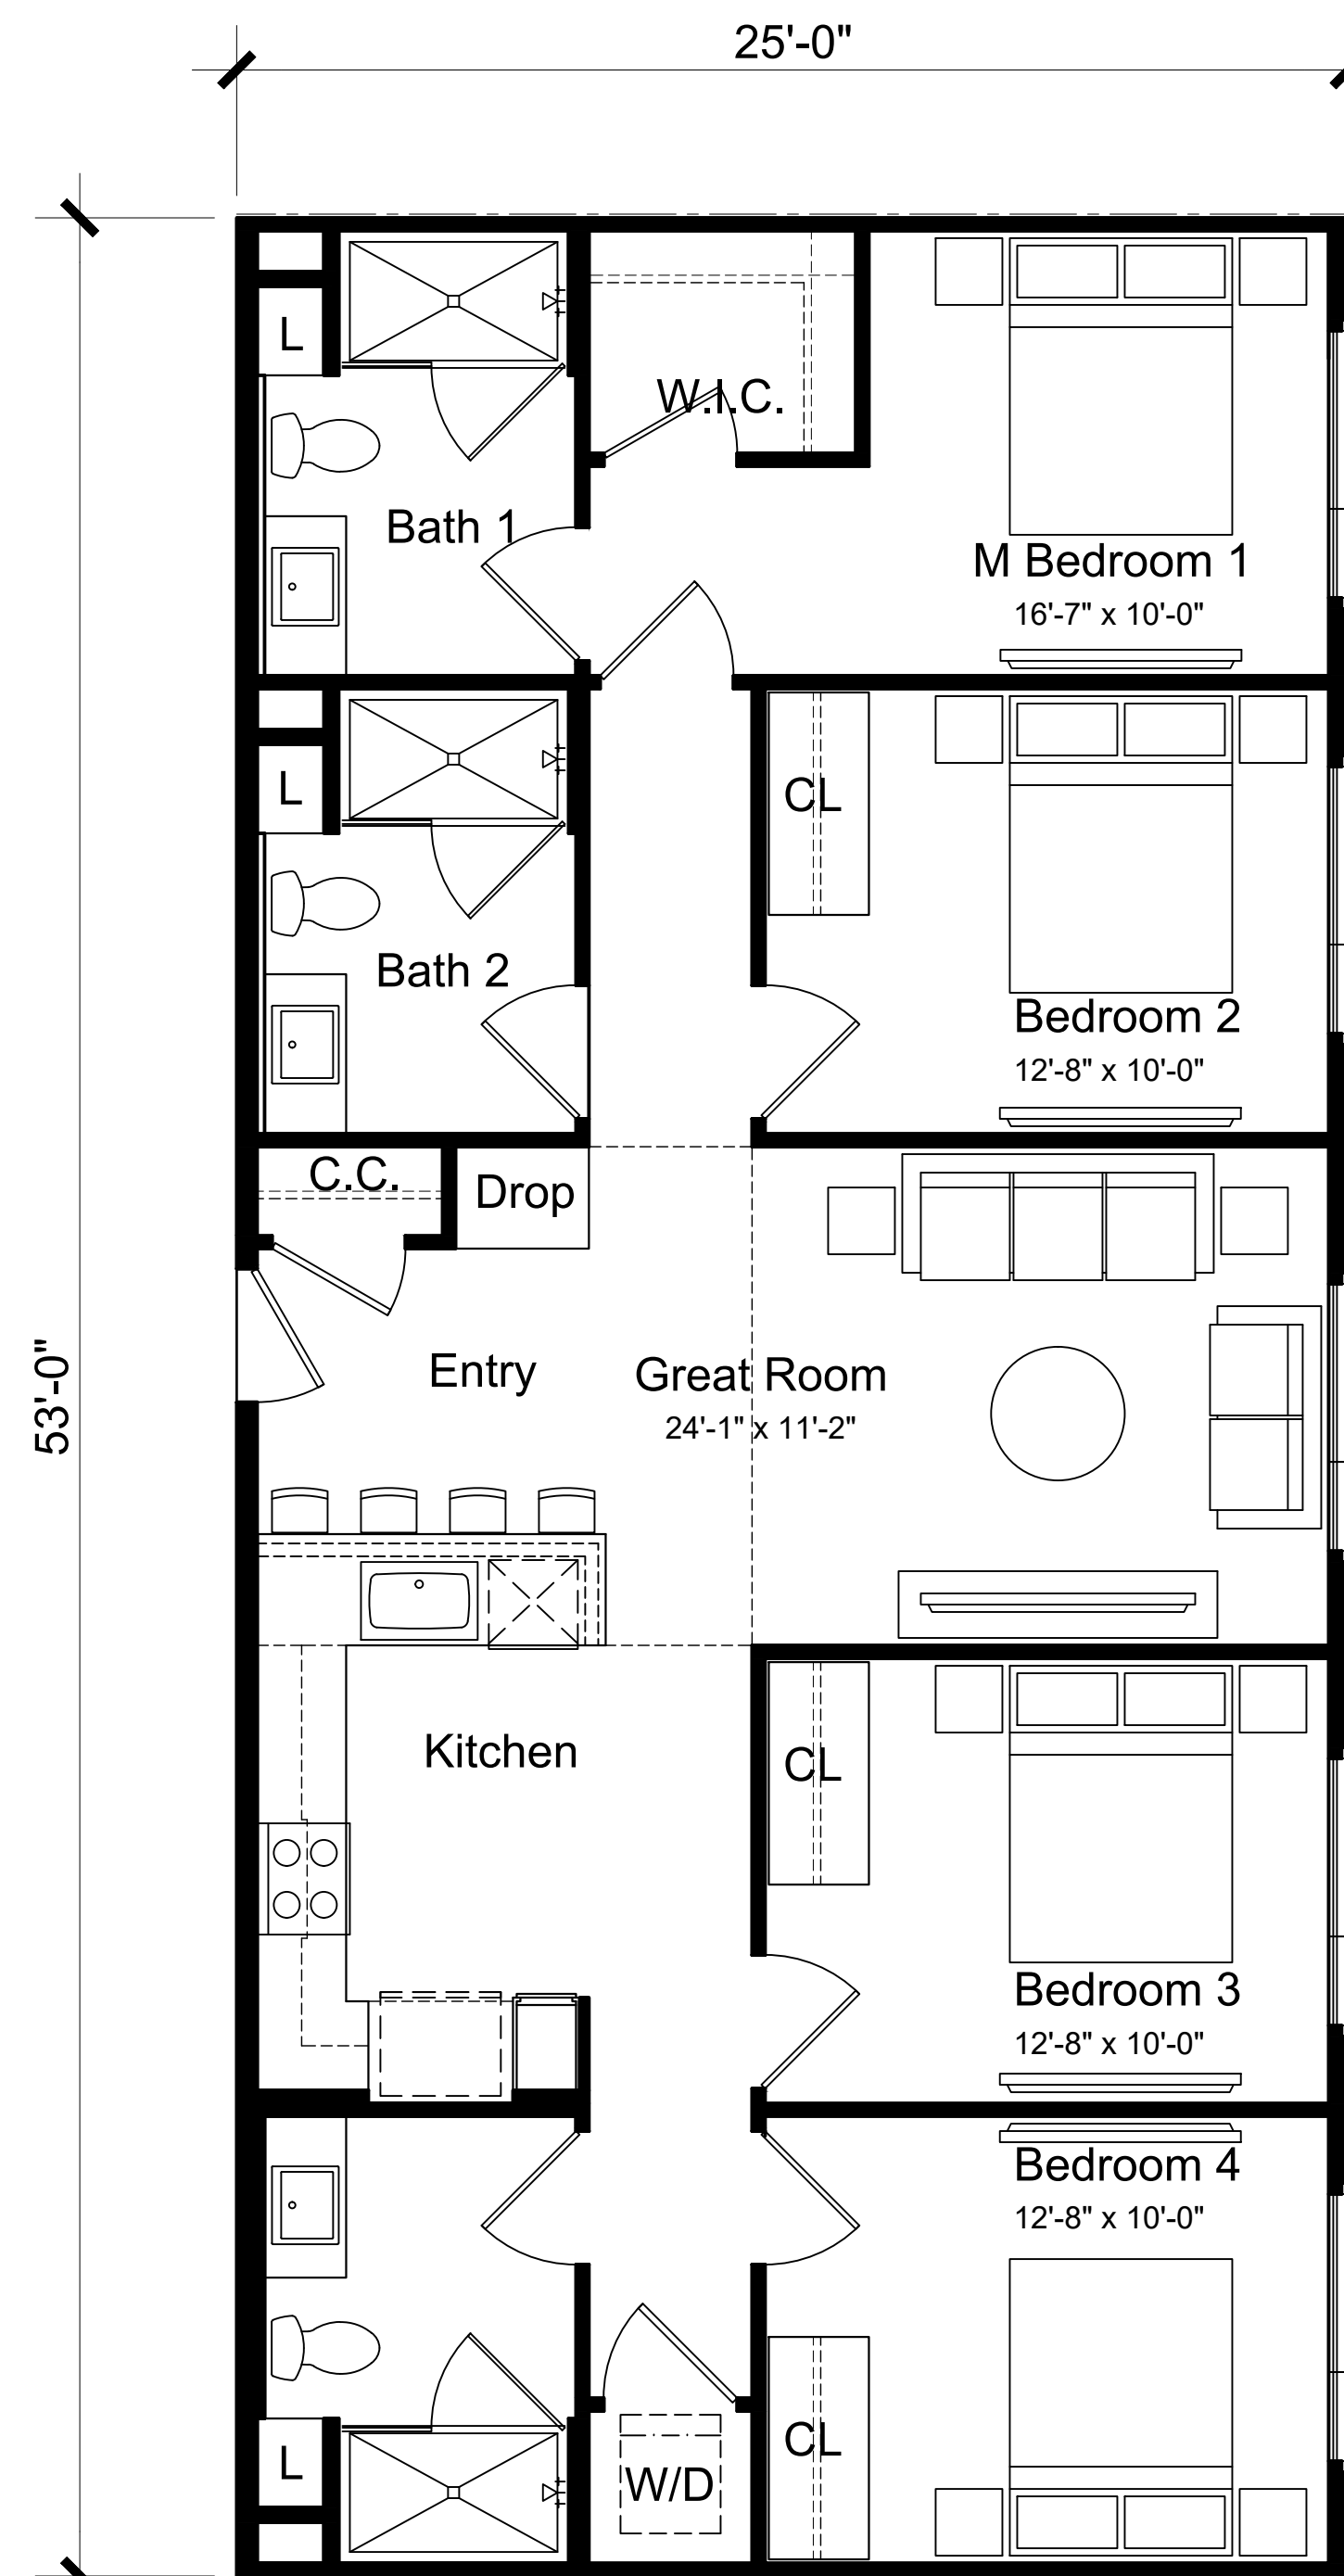 25'-0"
L
W.I.C.
Bath 1
M Bedroom 1
16'-7" x 10'-0"
L
CL
Bath 2
Bedroom 2
12'-8" x 10'-0"
C.C.
Drop
53'-0"
Entry
Great Room
24'-1" x 11'-2"
Kitchen
CL
Bedroom 3
12'-8" x 10'-0"
Bedroom 4
12'-8" x 10'-0"
CL
L
W/D